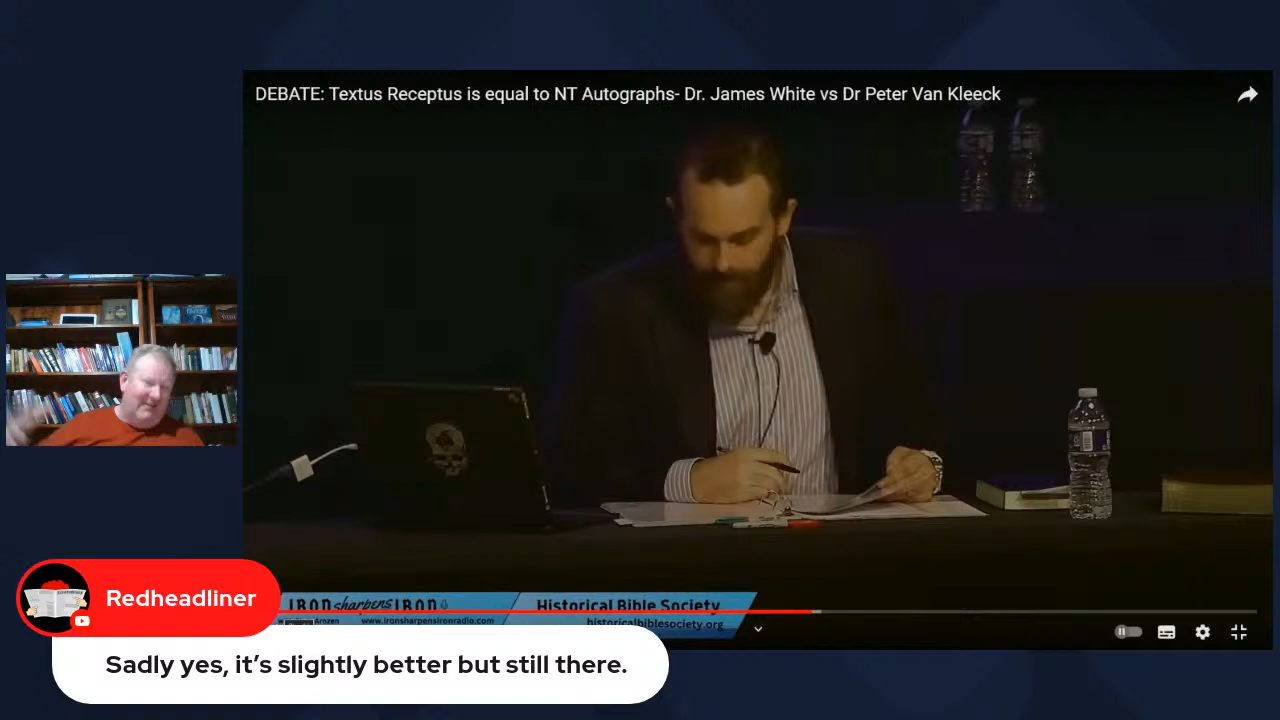 DEBATE: Textus Receptus is equal to NT Autographs- Dr. James White vs Dr Peter Van Kleeck
IRON sharpens IRON
Historical Bible Society
Arnzen www.ironsharpensironradio.com
historicalbiblesociety.org
Redheadliner
Sadly yes, it’s slightly better but still there.